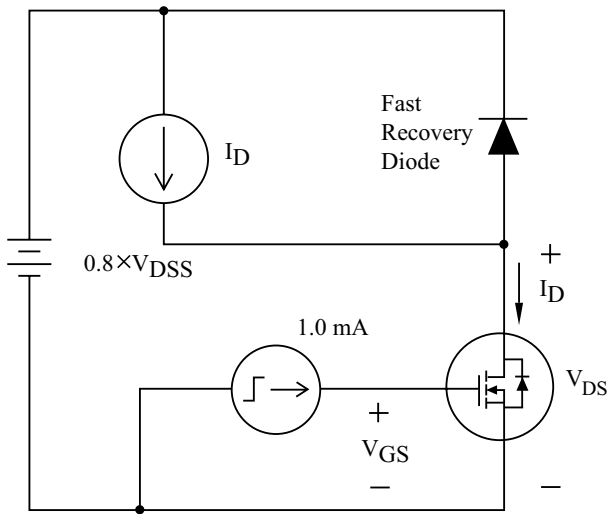 Fast
Recovery
Diode
I_D
0.8×V_DSS
+
I_D
1.0 mA
V_DS
+
V_GS
−
−